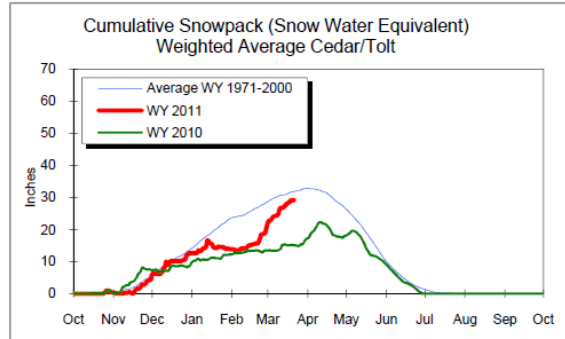 Cumulative Snowpack (Snow Water Equivalent)
Weighted Average Cedar/Tolt
70
60
50
40
30
20
10
0
Inches
Average WY 1971-2000
WY 2011
WY 2010
Oct Nov Dec Jan Feb Mar Apr May Jun Jul Aug Sep Oct